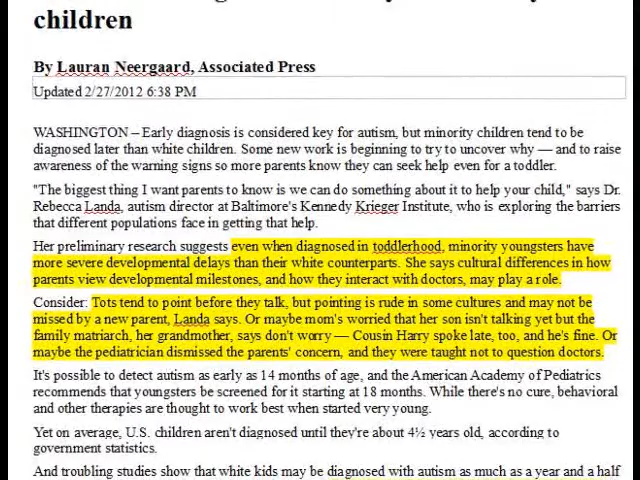 children
By Lauran Neergaard, Associated Press
Updated 2/27/2012 6:38 PM
WASHINGTON – Early diagnosis is considered key for autism, but minority children tend to be
diagnosed later than white children. Some new work is beginning to try to uncover why — and to raise
awareness of the warning signs so more parents know they can seek help even for a toddler.
"The biggest thing I want parents to know is we can do something about it to help your child," says Dr.
Rebecca Landa, autism director at Baltimore's Kennedy Krieger Institute, who is exploring the barriers
that different populations face in getting that help.
Her preliminary research suggests even when diagnosed in toddlerhood, minority youngsters have
more severe developmental delays than their white counterparts. She says cultural differences in how
parents view developmental milestones, and how they interact with doctors, may play a role.
Consider: Tots tend to point before they talk, but pointing is rude in some cultures and may not be
missed by a new parent, Landa says. Or maybe mom's worried that her son isn't talking yet but the
family matriarch, her grandmother, says don't worry — Cousin Harry spoke late, too, and he's fine. Or
maybe the pediatrician dismissed the parents' concern, and they were taught not to question doctors.
It's possible to detect autism as early as 14 months of age, and the American Academy of Pediatrics
recommends that youngsters be screened for it starting at 18 months. While there's no cure, behavioral
and other therapies are thought to work best when started very young.
Yet on average, U.S. children aren't diagnosed until they're about 4½ years old, according to
government statistics.
And troubling studies show that white kids may be diagnosed with autism as much as a year and a half